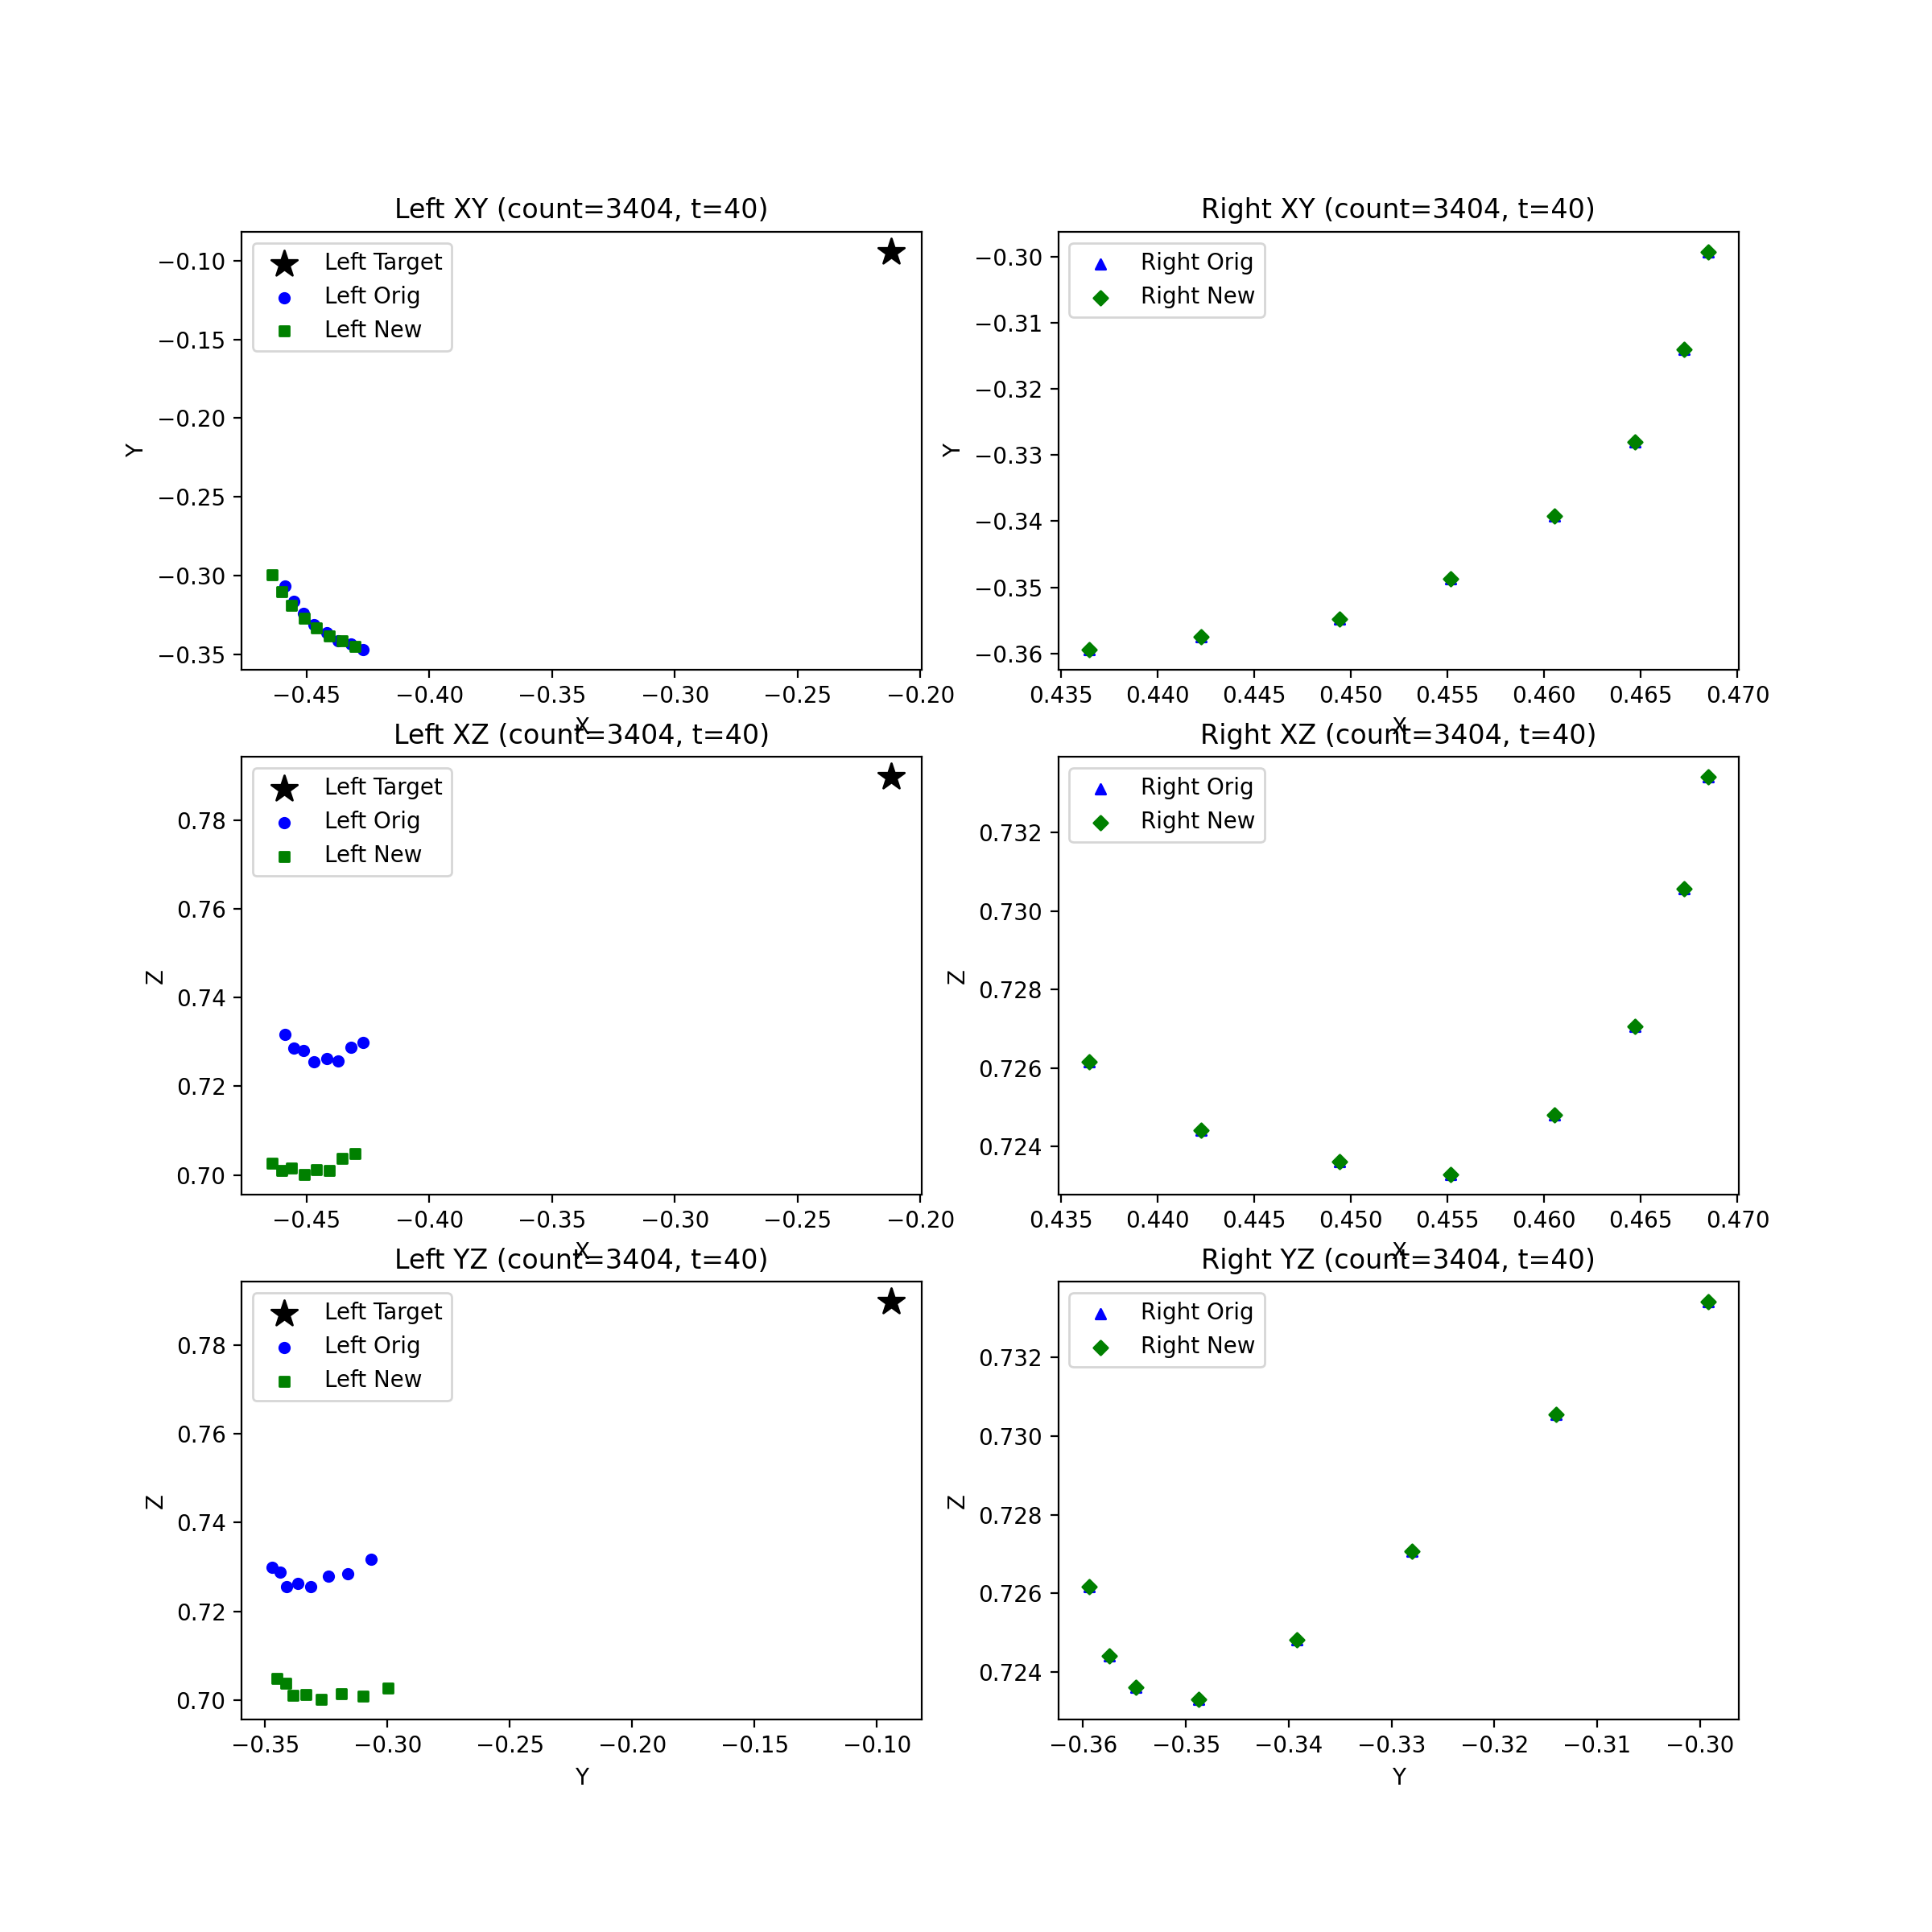 Left XY (count=3404, t=40)
Left Target
Left Orig
Left New
−0.10
−0.15
−0.20
−0.25
−0.30
−0.35
Y
−0.45 −0.40 −0.35 −0.30 −0.25 −0.20
X
Right XY (count=3404, t=40)
Right Orig
Right New
−0.30
−0.31
−0.32
−0.33
−0.34
−0.35
−0.36
Y
0.435 0.440 0.445 0.450 0.455 0.460 0.465 0.470
X
Left XZ (count=3404, t=40)
Left Target
Left Orig
Left New
0.78
0.76
0.74
0.72
0.70
Z
−0.45 −0.40 −0.35 −0.30 −0.25 −0.20
X
Right XZ (count=3404, t=40)
Right Orig
Right New
0.732
0.730
0.728
0.726
0.724
Z
0.435 0.440 0.445 0.450 0.455 0.460 0.465 0.470
X
Left YZ (count=3404, t=40)
Left Target
Left Orig
Left New
0.78
0.76
0.74
0.72
0.70
Z
−0.35 −0.30 −0.25 −0.20 −0.15 −0.10
Y
Right YZ (count=3404, t=40)
Right Orig
Right New
0.732
0.730
0.728
0.726
0.724
Z
−0.36 −0.35 −0.34 −0.33 −0.32 −0.31 −0.30
Y